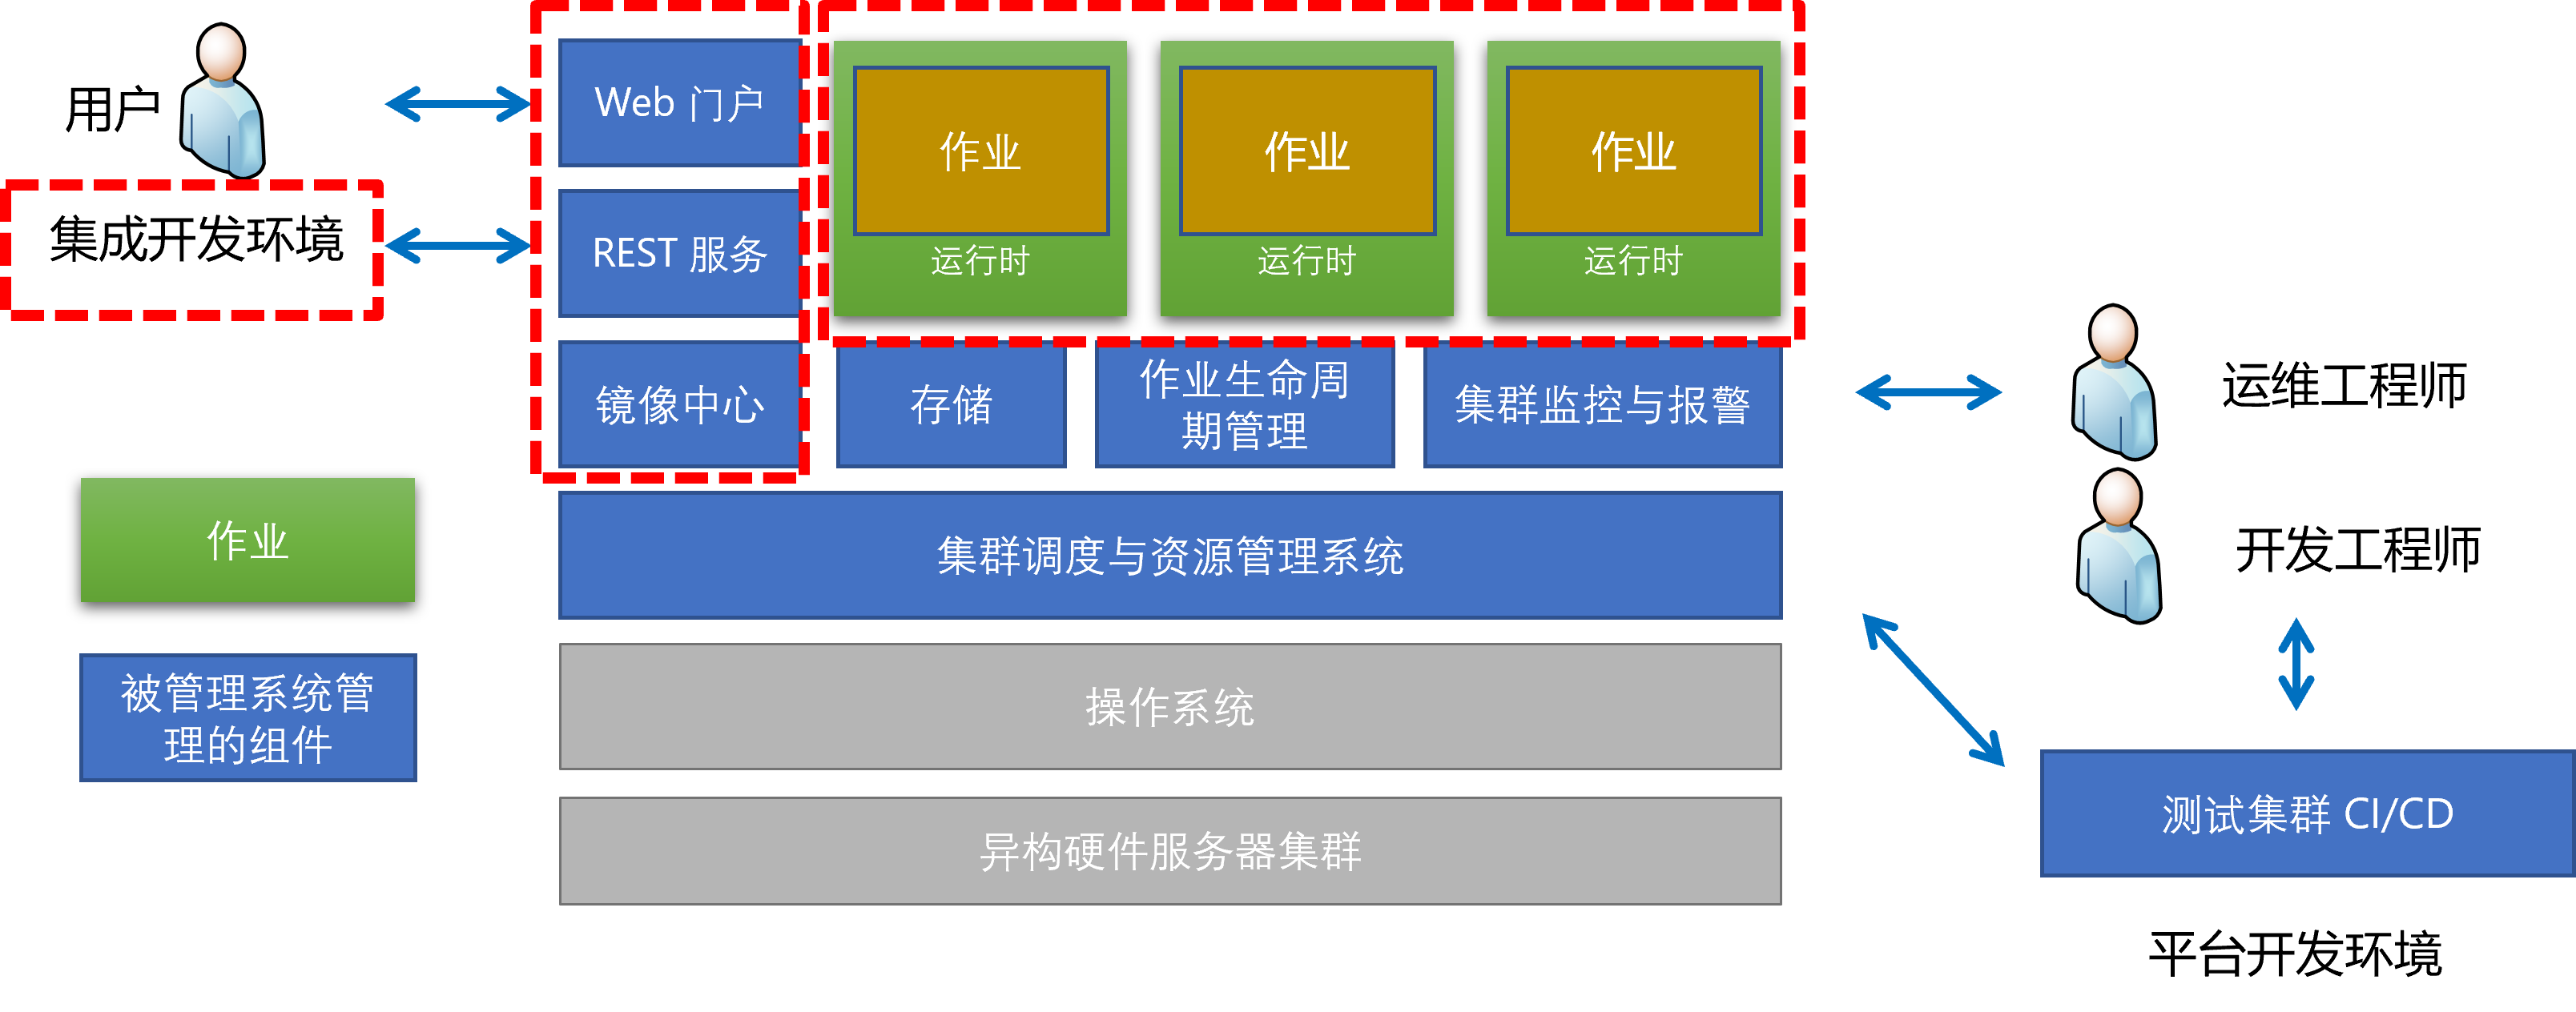 用户
集成开发环境
Web 门户
REST 服务
镜像中心
作业
运行时
作业
运行时
作业
运行时
存储
作业生命周
期管理
集群监控与报警
集群调度与资源管理系统
操作系统
异构硬件服务器集群
作业
被管理系统管
理的组件
运维工程师
开发工程师
测试集群 CI/CD
平台开发环境